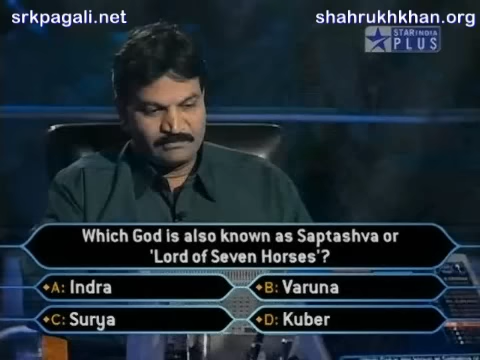 srkpagali.net
shahrukhkhan.org
STAR INDIA
PLUS
Which God is also known as Saptashva or
'Lord of Seven Horses'?
A: Indra
B: Varuna
C: Surya
D: Kuber